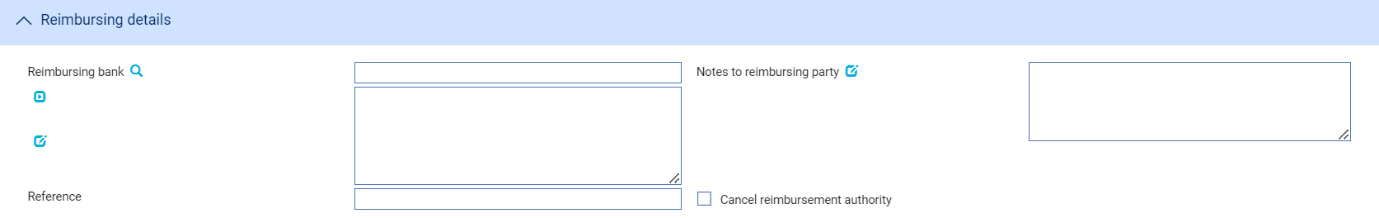 Reimbursing details
Reimbursing bank
Notes to reimbursing party
Reference
Cancel reimbursement authority